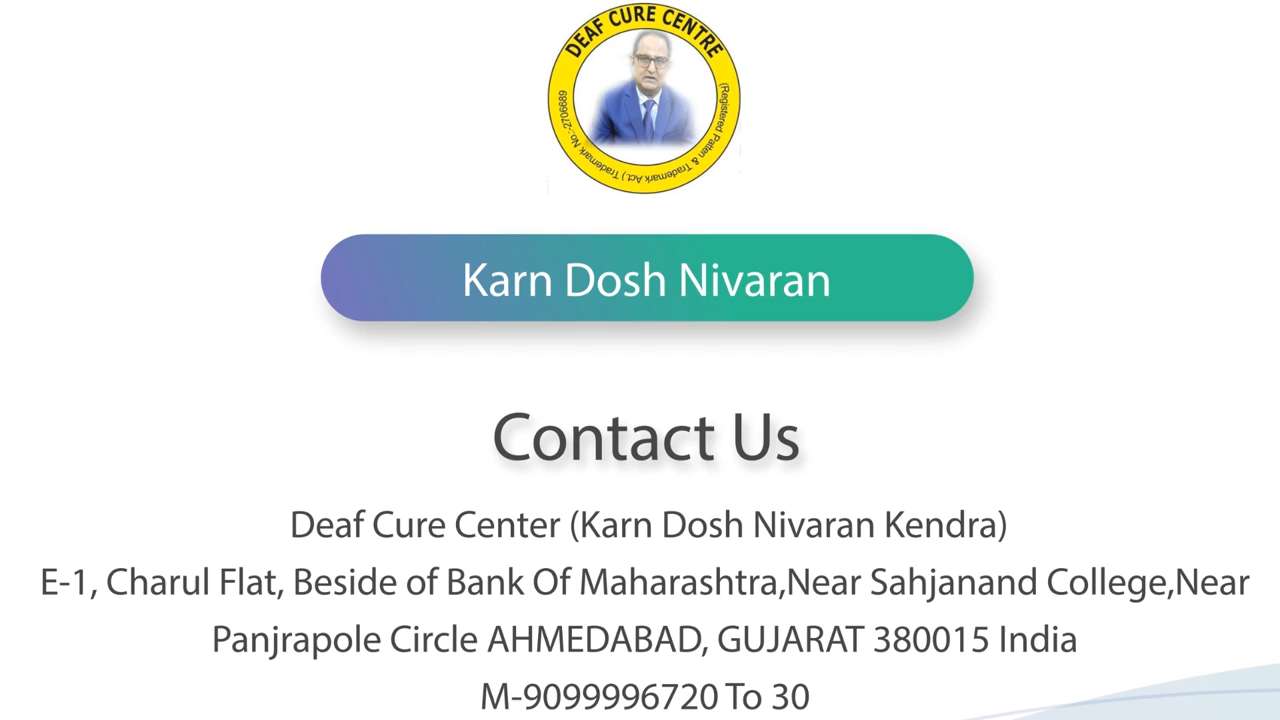 DEAF CURE CENTRE
(Registered Patten & Trademark Act.) Trademark No.:-2706689
Karn Dosh Nivaran
Contact Us
Deaf Cure Center (Karn Dosh Nivaran Kendra)
E-1, Charul Flat, Beside of Bank Of Maharashtra,Near Sahjanand College,Near
Panjrapole Circle AHMEDABAD, GUJARAT 380015 India
M-9099996720 To 30